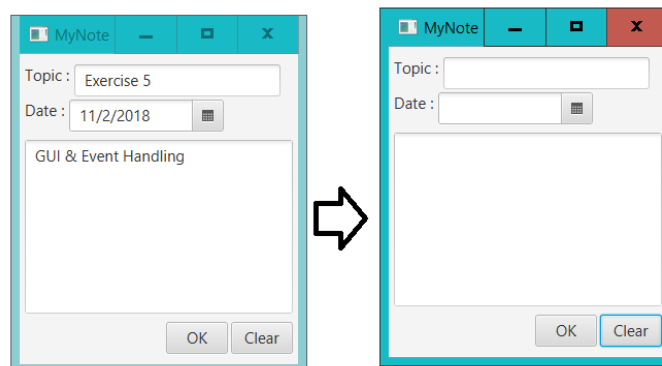 MyNote
Topic : Exercise 5
Date : 11/2/2018
GUI & Event Handling
OK Clear
MyNote
Topic :
Date :
OK Clear